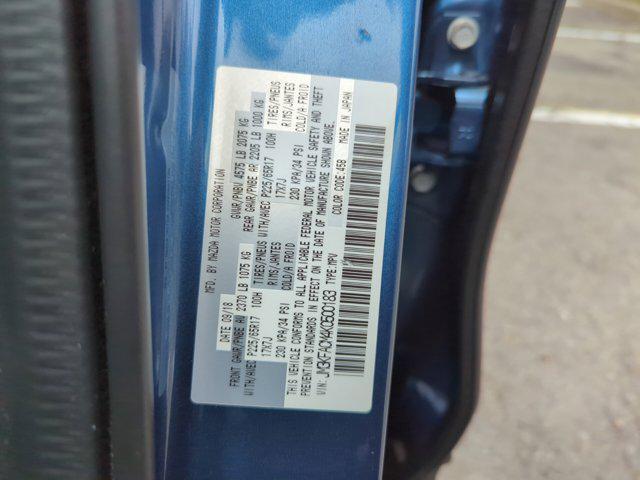 MFD. BY MAZDA MOTOR CORPORATION
DATE 09/18 GVWR/PNBV 4575 LB 2075 KG
FRONT GAWR/PNBE AV 2370 LB 1075 KG REAR GAWR/PNBE AR 2205 LB 1000 KG
WITH/AVEC P225/65R17 100H TIRES/PNEUS WITH/AVEC P225/65R17 100H TIRES/PNEUS
17X7J RIMS/JANTES 17X7J RIMS/JANTES
230 KPA/34 PSI COLD/A FROID 230 KPA/34 PSI COLD/A FROID
THIS VEHICLE CONFORMS TO ALL APPLICABLE FEDERAL MOTOR VEHICLE SAFETY AND THEFT
PREVENTION STANDARDS IN EFFECT ON THE DATE OF MANUFACTURE SHOWN ABOVE.
COLOR CODE:45B MADE IN JAPAN
VIN: JM3KFACM4K0500183 TYPE:MPV